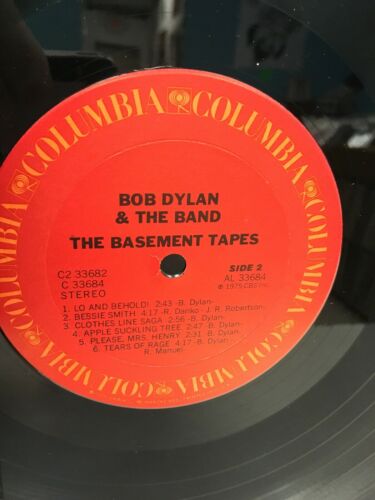 COLUMBIA COLUMBIA COLUMBIA COLUMBIA COLUMBIA COLUMBIA
BOB DYLAN
& THE BAND
THE BASEMENT TAPES
C2 33682
C 33684
STEREO
SIDE 2
AL 33684
℗ 1975 CBS Inc.
1. LO AND BEHOLD! 2:43 -B. Dylan-
2. BESSIE SMITH 4:17 -R. Danko - J. R. Robertson-
3. CLOTHES LINE SAGA 2:56 -B. Dylan-
4. APPLE SUCKLING TREE 2:47 -B. Dylan-
5. PLEASE, MRS. HENRY 2:31 -B. Dylan-
6. TEARS OF RAGE 4:17 -B. Dylan-
R. Manuel-